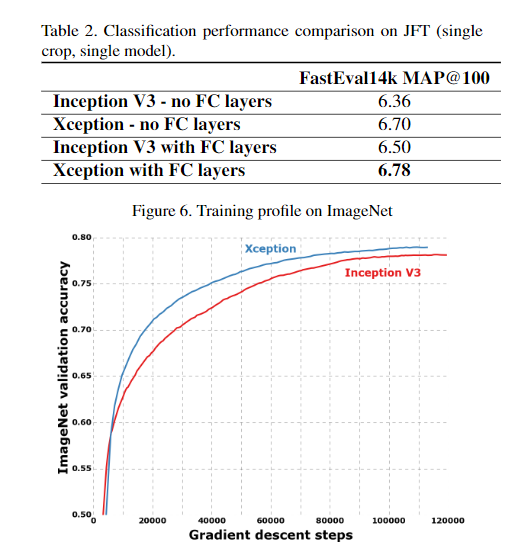 Table 2. Classification performance comparison on JFT (single
crop, single model).
FastEval14k MAP@100
Inception V3 - no FC layers 6.36
Xception - no FC layers 6.70
Inception V3 with FC layers 6.50
Xception with FC layers 6.78
Figure 6. Training profile on ImageNet
0.80
0.75
0.70
0.65
0.60
0.55
0.50
ImageNet validation accuracy
Xception
Inception V3
0 20000 40000 60000 80000 100000 120000
Gradient descent steps